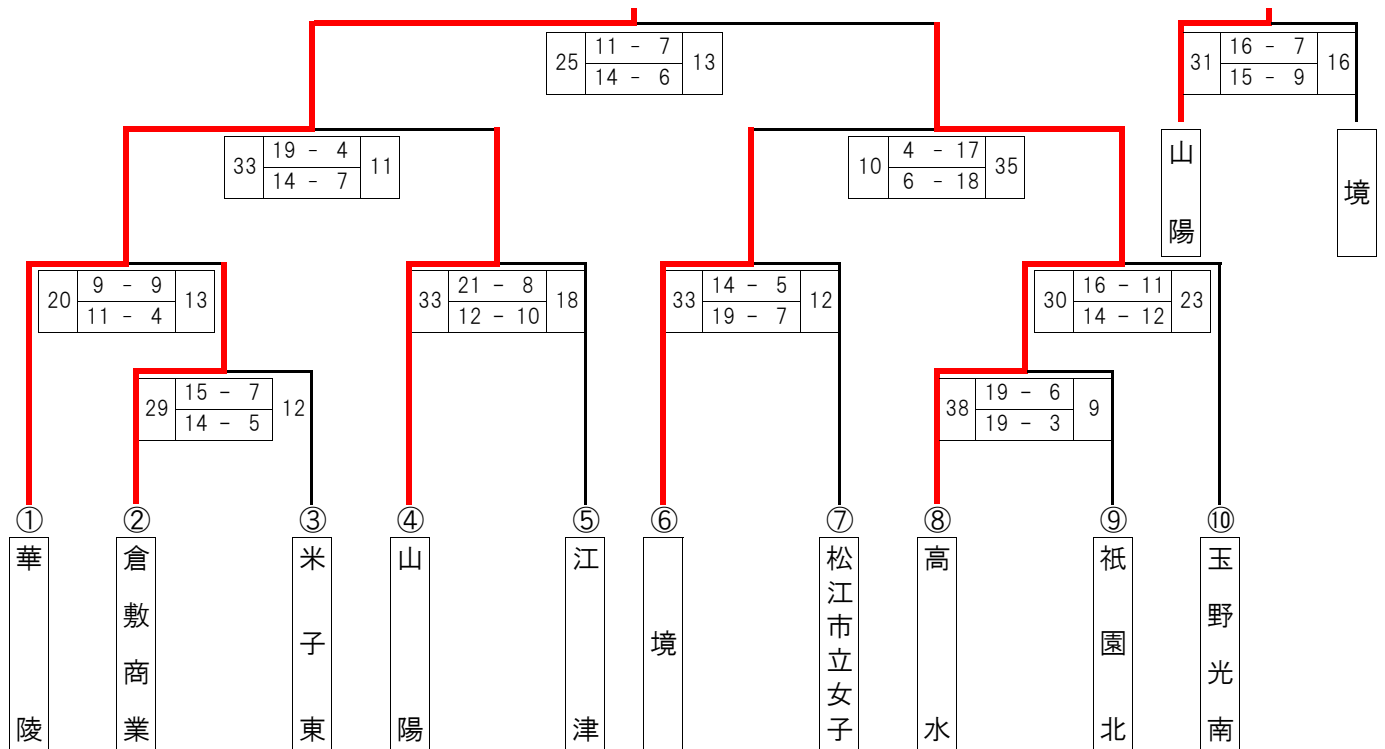 25 11 - 7 13
14 - 6
31 16 - 7 16
15 - 9
山陽
境
33 19 - 4 11
14 - 7
10 4 - 17 35
6 - 18
20 9 - 9 13
11 - 4
33 21 - 8 18
12 - 10
33 14 - 5 12
19 - 7
30 16 - 11 23
14 - 12
29 15 - 7 12
14 - 5
38 19 - 6 9
19 - 3
① ② ③ ④ ⑤ ⑥ ⑦ ⑧ ⑨ ⑩
華陵
倉敷商業
米子東
山陽
江津
境
松江市立女子
高水
祇園北
玉野光南